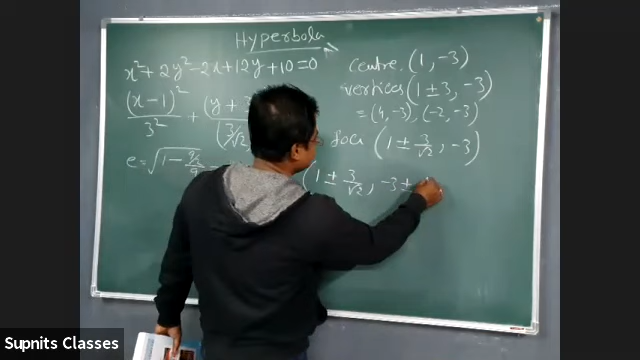 Hyperbola
x² + 2y² - 2x + 12y + 10 = 0
(x - 1)² / 3² + (y + 3 / (3/√2)
e = √1 - 9/2 / 9
centre. (1, -3)
vertices (1 ± 3, -3)
= (4, -3), (-2, -3)
foci (1 ± 3/√2, -3)
(1 ± 3/√2, -3 ±
Supnits Classes